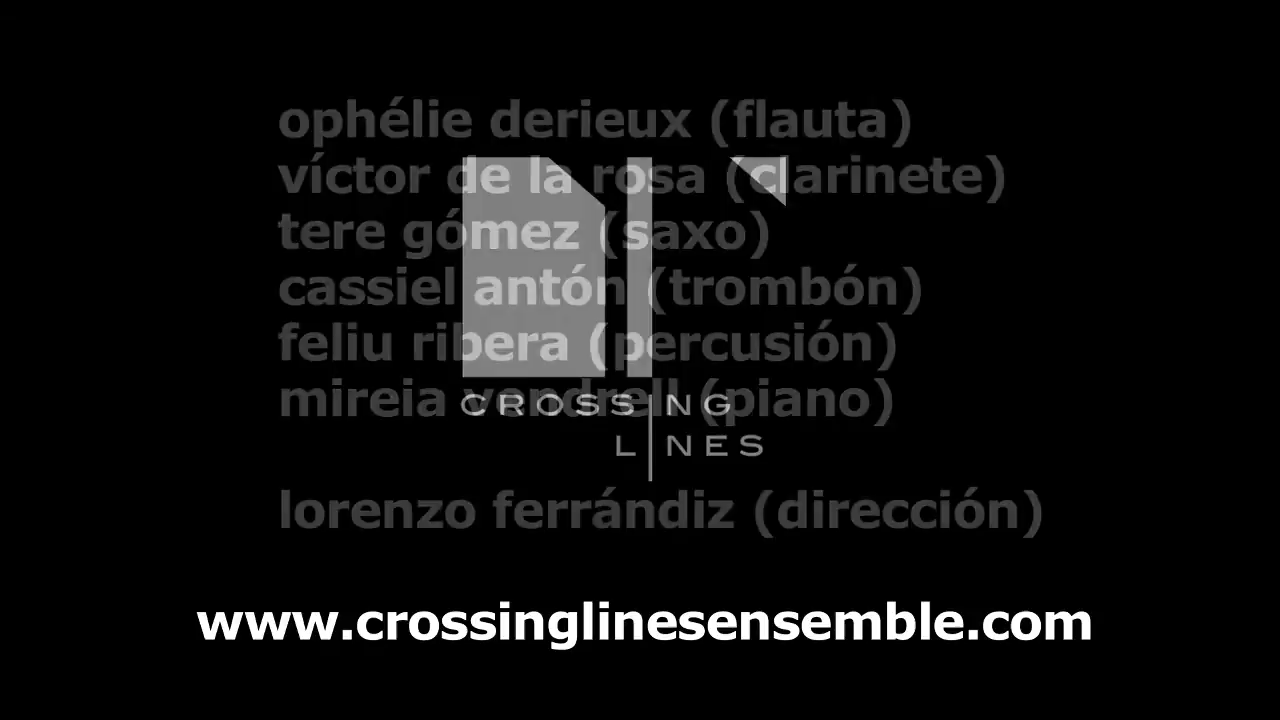 ophélie derieux (flauta)
víctor de la rosa (clarinete)
tere gómez (saxo)
cassiel antón (trombón)
feliu ribera (percusión)
mireia vendrell (piano)
CROSSING
LINES
lorenzo ferrándiz (dirección)
www.crossinglinesensemble.com